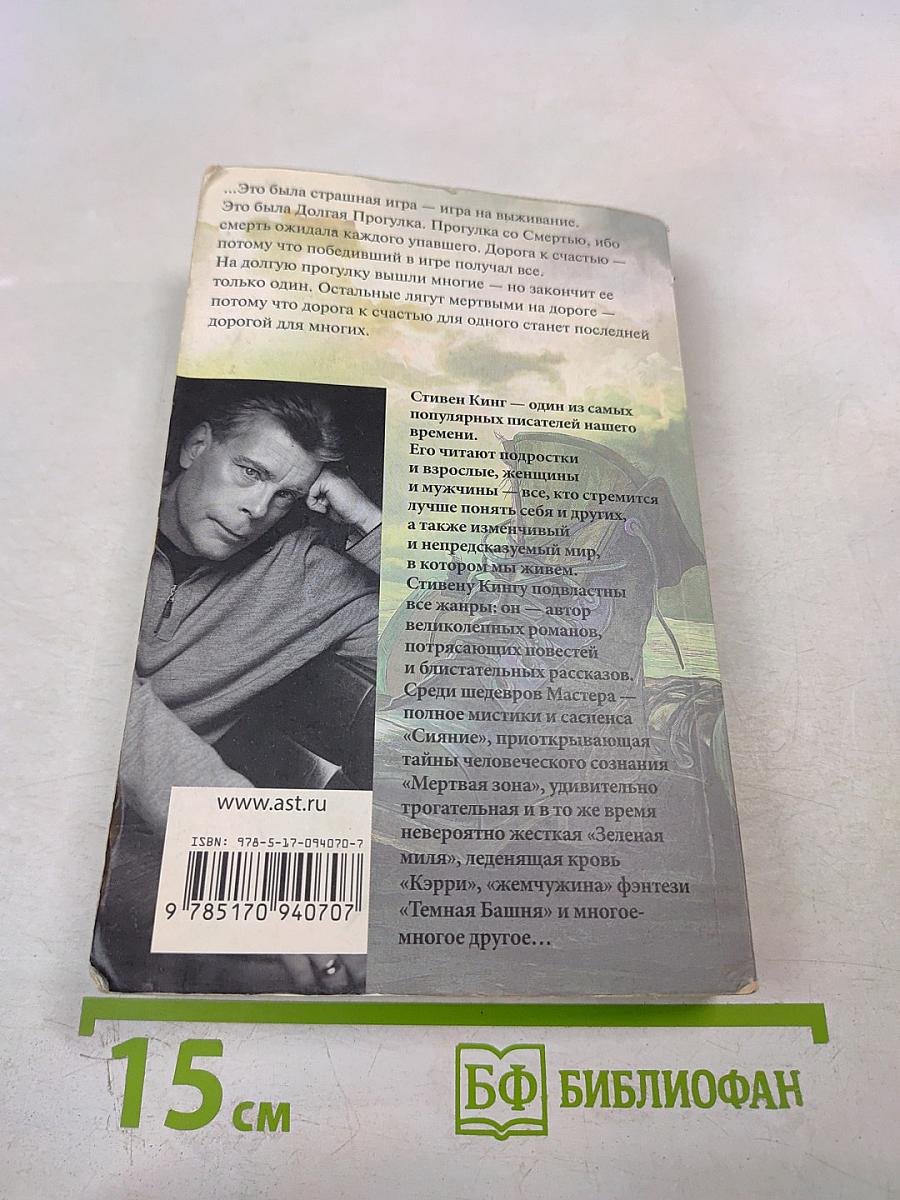 ...Это была страшная игра — игра на выживание.
Это была Долгая Прогулка. Прогулка со Смертью, ибо
смерть ожидала каждого упавшего. Дорога к счастью —
потому что победивший в игре получал все.
На долгую прогулку вышли многие — но закончит ее
только один. Остальные лягут мертвыми на дороге —
потому что дорога к счастью для одного станет последней
дорогой для многих.
Стивен Кинг — один из самых
популярных писателей нашего
времени.
Его читают подростки
и взрослые, женщины
и мужчины — все, кто стремится
лучше понять себя и других,
а также изменчивый
и непредсказуемый мир,
в котором мы живем.
Стивену Кингу подвластны
все жанры: он — автор
великолепных романов,
потрясающих повестей
и блистательных рассказов.
Среди шедевров Мастера —
полное мистики и саспенса
«Сияние», приоткрывающая
тайны человеческого сознания
«Мертвая зона», удивительно
трогательная и в то же время
невероятно жесткая «Зеленая
миля», леденящая кровь
«Кэрри», «жемчужина» фэнтези
«Темная Башня» и многое-
многое другое...
www.ast.ru
ISBN: 978-5-17-094070-7
9 785170 940707
15 см
БФ БИБЛИОФАН